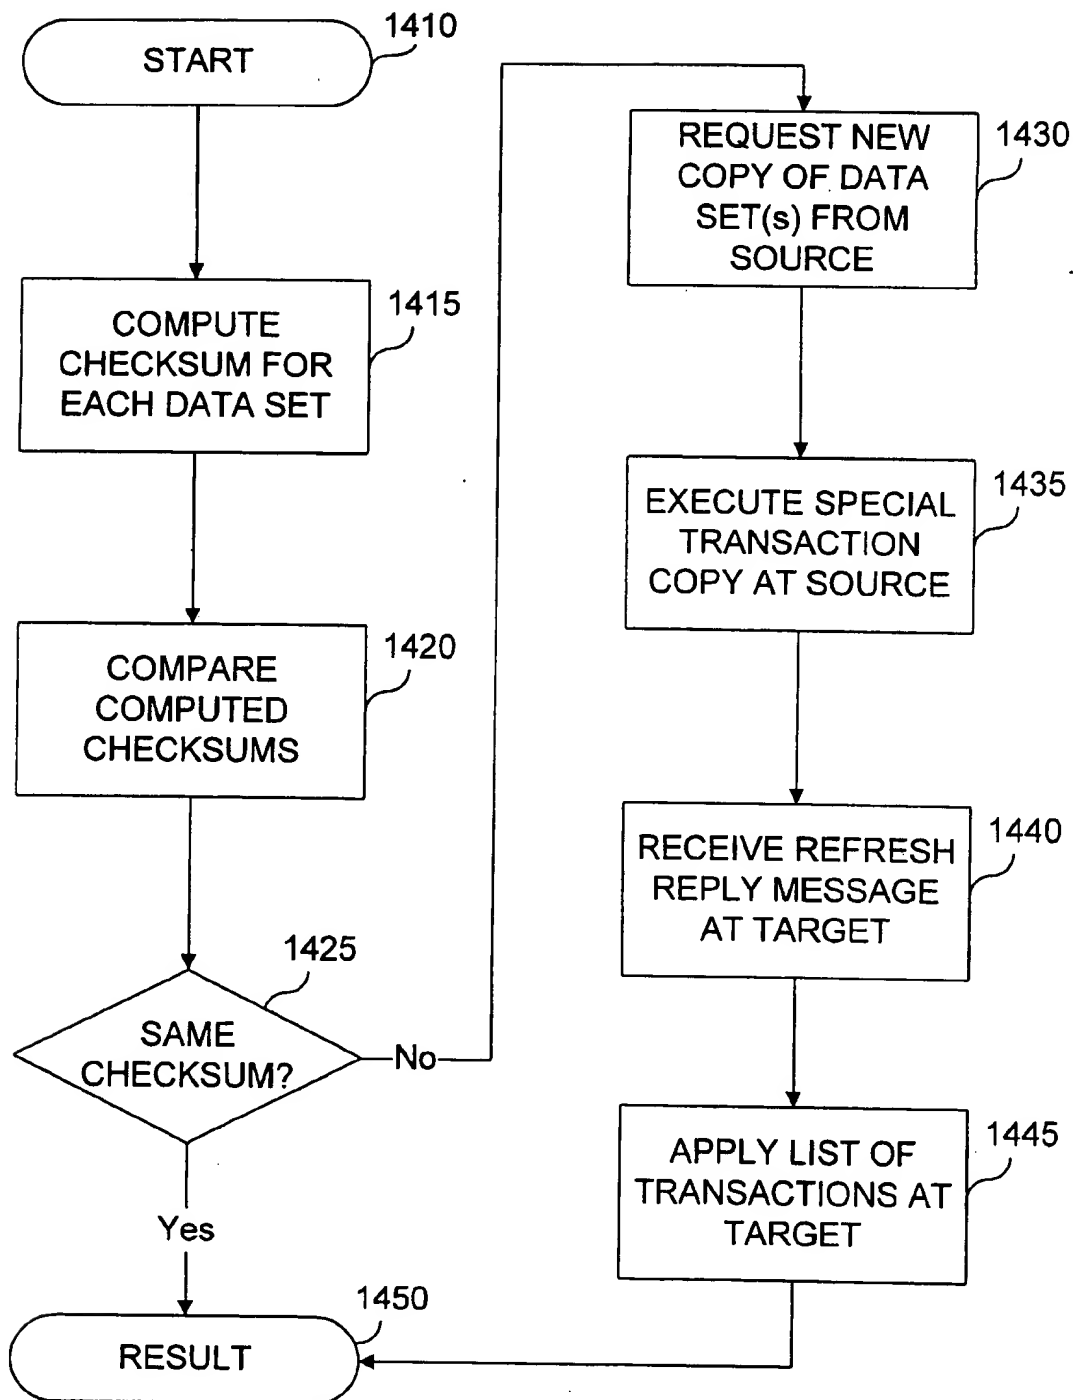 START
1410
COMPUTE
CHECKSUM FOR
EACH DATA SET
1415
COMPARE
COMPUTED
CHECKSUMS
1420
SAME
CHECKSUM?
1425
No
Yes
REQUEST NEW
COPY OF DATA
SET(s) FROM
SOURCE
1430
EXECUTE SPECIAL
TRANSACTION
COPY AT SOURCE
1435
RECEIVE REFRESH
REPLY MESSAGE
AT TARGET
1440
APPLY LIST OF
TRANSACTIONS AT
TARGET
1445
RESULT
1450